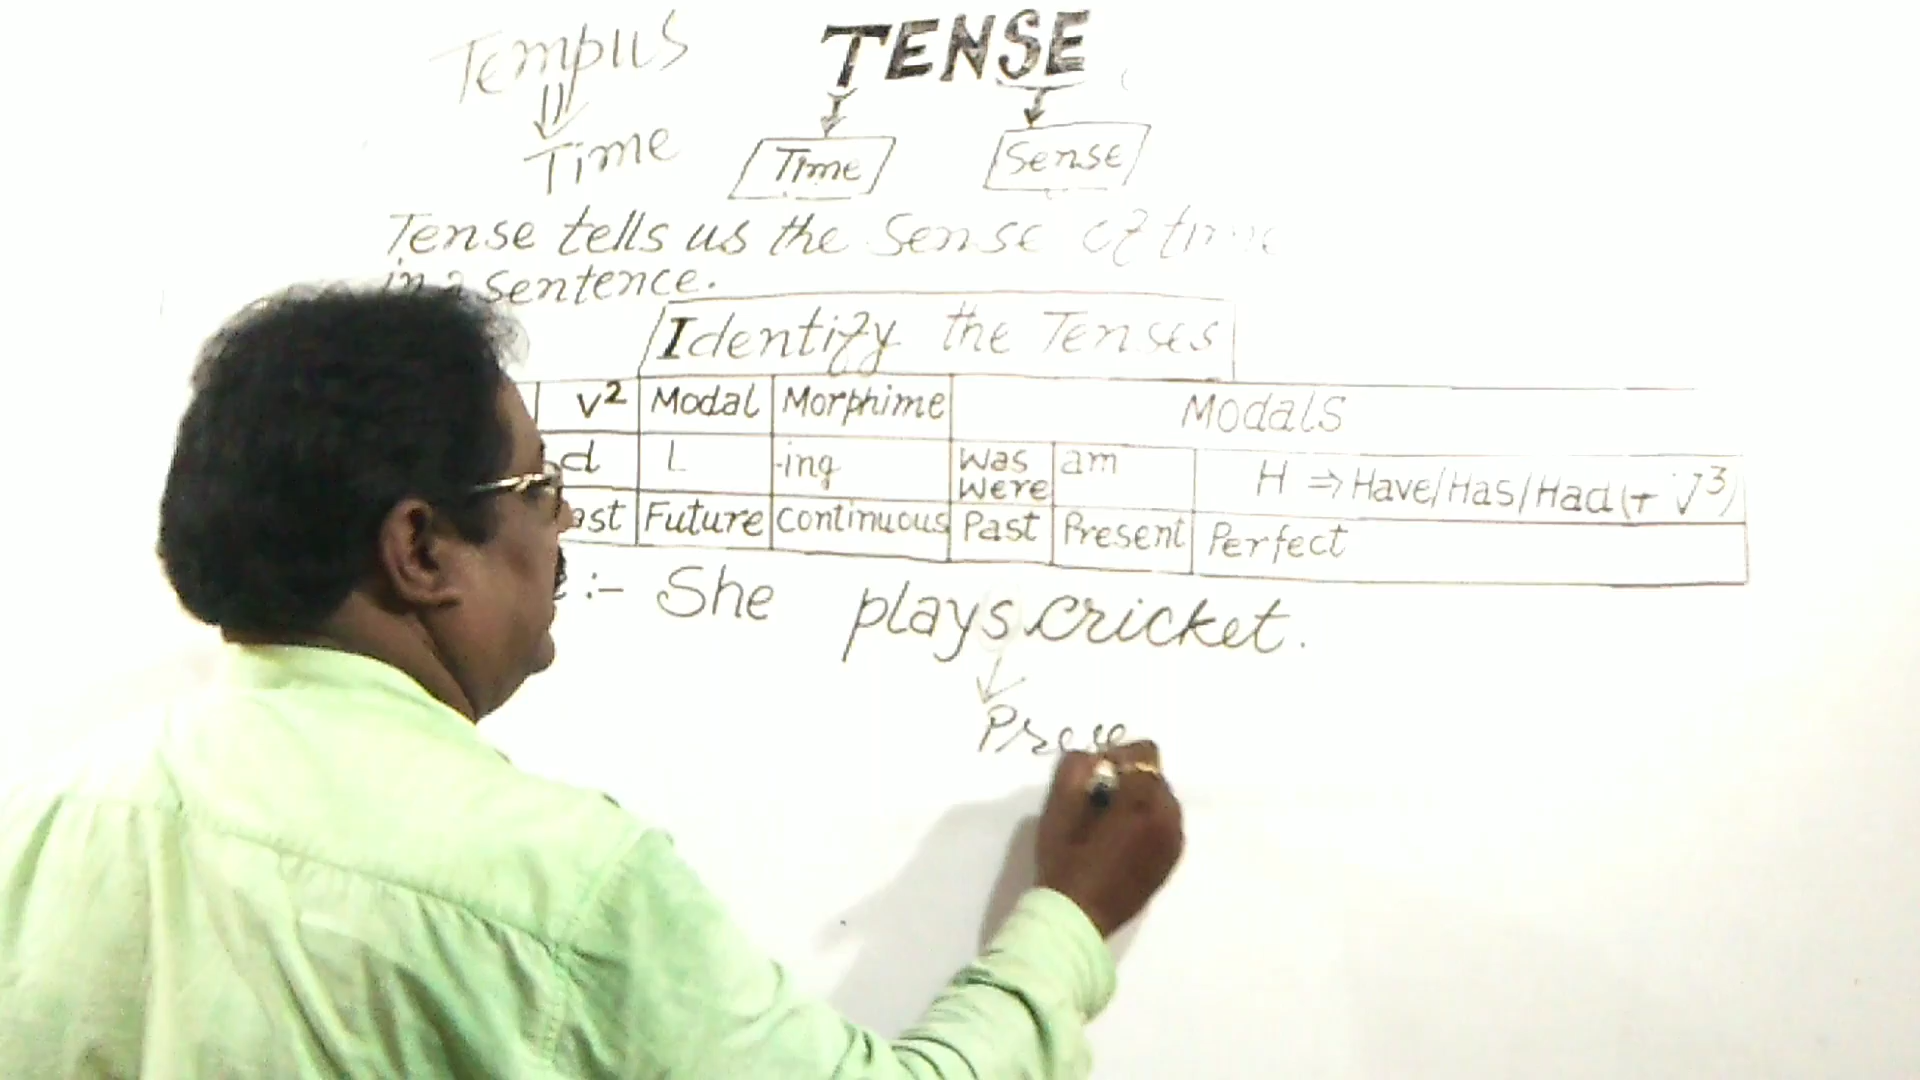 Tempus TENSE
Time Time Sense
Tense tells us the Sense of time
in a sentence.
Identify the Tenses
V² Modal Morphime Modals
d L -ing Was Were am H ⇒ Have/Has/Had (+ V³)
ast Future continuous Past Present Perfect
:- She plays cricket.
Prese